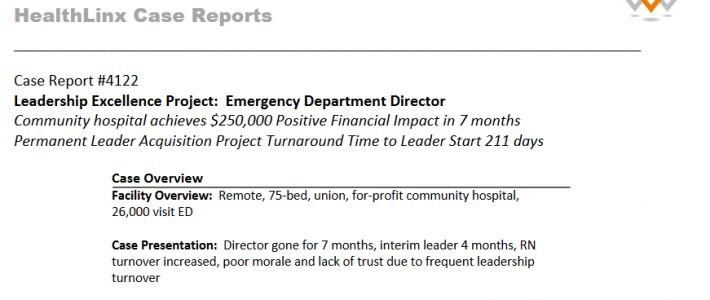 HealthLinx Case Reports
Case Report #4122
Leadership Excellence Project:  Emergency Department Director
Community hospital achieves $250,000 Positive Financial Impact in 7 months
Permanent Leader Acquisition Project Turnaround Time to Leader Start 211 days
Case Overview
Facility Overview:  Remote, 75-bed, union, for-profit community hospital,
26,000 visit ED
Case Presentation:  Director gone for 7 months, interim leader 4 months, RN
turnover increased, poor morale and lack of trust due to frequent leadership
turnover